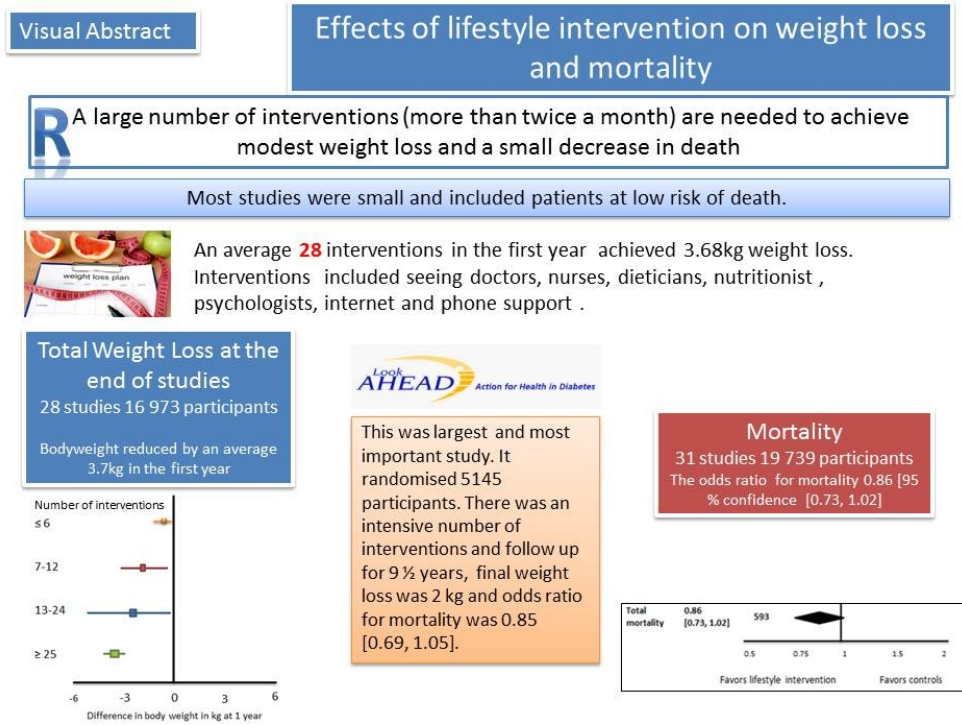 Visual Abstract
Effects of lifestyle intervention on weight loss
and mortality
R
A large number of interventions (more than twice a month) are needed to achieve
modest weight loss and a small decrease in death
Most studies were small and included patients at low risk of death.
weight loss plan
An average 28 interventions in the first year achieved 3.68kg weight loss.
Interventions included seeing doctors, nurses, dieticians, nutritionist ,
psychologists, internet and phone support .
Total Weight Loss at the
end of studies
28 studies 16 973 participants
Bodyweight reduced by an average
3.7kg in the first year
Number of interventions
≤ 6
7-12
13-24
≥ 25
-6 -3 0 3 6
Difference in body weight in kg at 1 year
Look
AHEAD Action for Health in Diabetes
This was largest and most
important study. It
randomised 5145
participants. There was an
intensive number of
interventions and follow up
for 9 ½ years, final weight
loss was 2 kg and odds ratio
for mortality was 0.85
[0.69, 1.05].
Mortality
31 studies 19 739 participants
The odds ratio for mortality 0.86 [95
% confidence [0.73, 1.02]
Total 0.86 593
mortality [0.73, 1.02]
0.5 0.75 1 1.5 2
Favors lifestyle intervention Favors controls